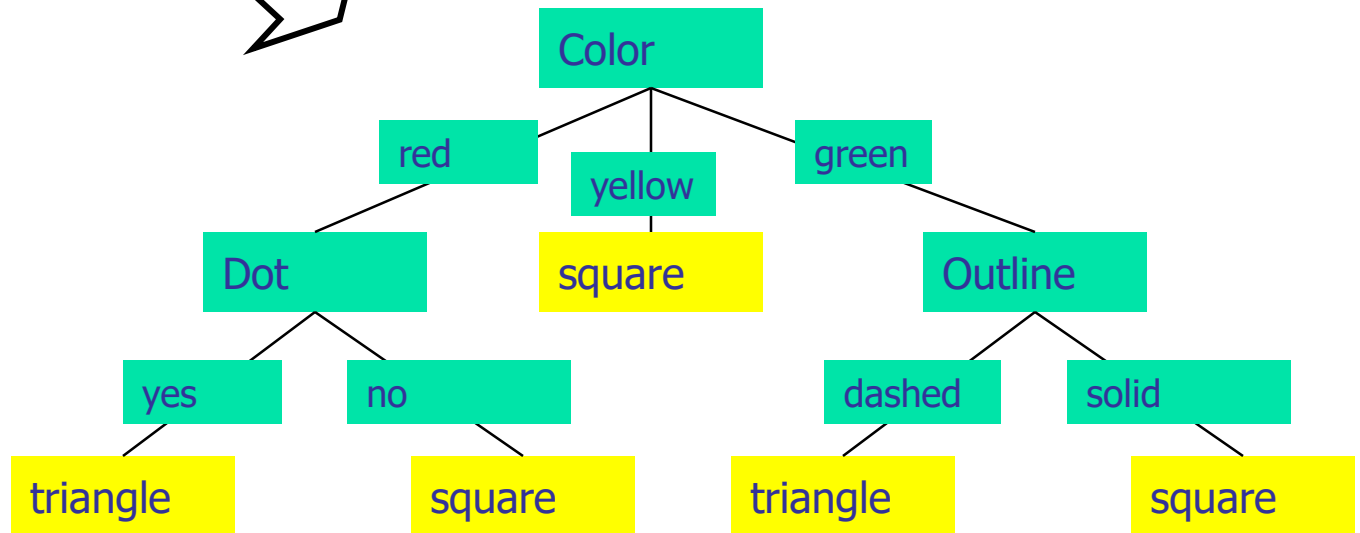 Color
red
yellow
green
Dot
square
Outline
yes
no
dashed
solid
triangle
square
triangle
square